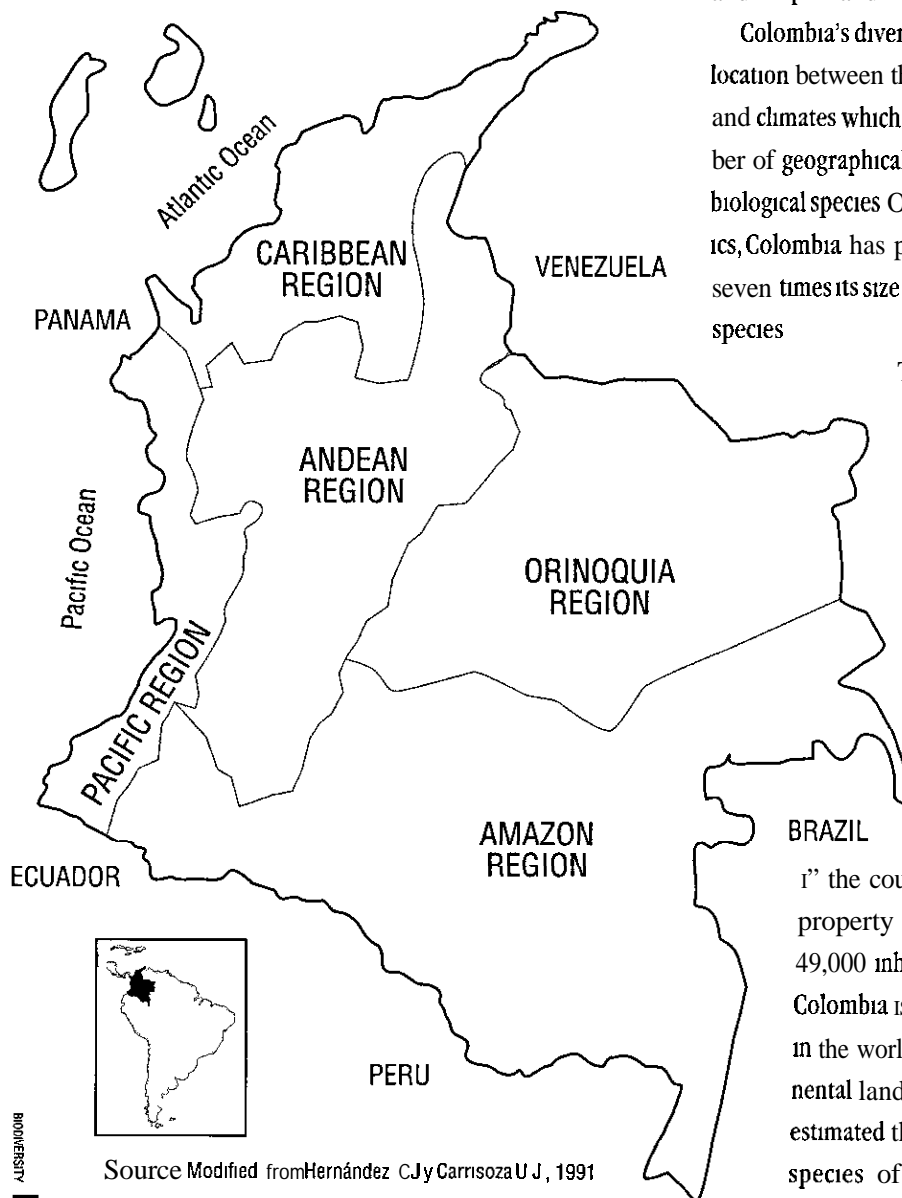 Colombia's diver
location between th
and climates which
ber of geographical
biological species O
ics, Colombia has p
seven times its size
species
T
Atlantic Ocean
CARIBBEAN
REGION
VENEZUELA
PANAMA
ANDEAN
REGION
Pacific Ocean
ORINOQUIA
REGION
PACIFIC REGION
AMAZON
REGION
BRAZIL
ECUADOR
PERU
I” the cou
property
49,000 inh
Colombia is
in the world
nental land
estimated th
species of
BIODIVERSITY
Source Modified fromHernández CJy Carrisoza U J, 1991